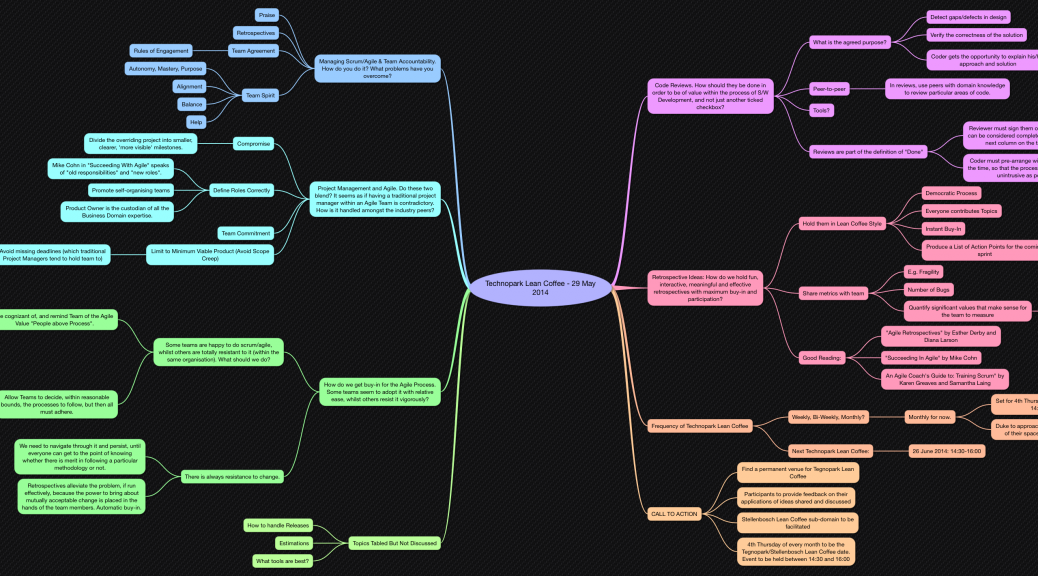 Technopark Lean Coffee - 29 May
2014
Managing Scrum/Agile & Team Accountability.
How do you do it? What problems have you
overcome?
Praise
Retrospectives
Team Agreement
Rules of Engagement
Team Spirit
Autonomy, Mastery, Purpose
Alignment
Balance
Help
Project Management and Agile. Do these two
blend? It seems as if having a traditional project
manager within an Agile Team is contradictory.
How is it handled amongst the industry peers?
Compromise
Divide the overriding project into smaller,
clearer, 'more visible' milestones.
Define Roles Correctly
Mike Cohn in "Succeeding With Agile" speaks
of "old responsibilities" and "new roles".
Promote self-organising teams
Product Owner is the custodian of all the
Business Domain expertise.
Team Commitment
Limit to Minimum Viable Product (Avoid Scope
Creep)
Avoid missing deadlines (which traditional
Project Managers tend to hold team to)
How do we get buy-in for the Agile Process.
Some teams seem to adopt it with relative
ease, whilst others resist it vigorously?
Some teams are happy to do scrum/agile,
whilst others are totally resistant to it (within the
same organisation). What should we do?
cognizant of, and remind Team of the Agile
Value "People above Process".
Allow Teams to decide, within reasonable
bounds, the processes to follow, but then all
must adhere.
There is always resistance to change.
We need to navigate through it and persist, until
everyone can get to the point of knowing
whether there is merit in following a particular
methodology or not.
Retrospectives alleviate the problem, if run
effectively, because the power to bring about
mutually acceptable change is placed in the
hands of the team members. Automatic buy-in.
Topics Tabled But Not Discussed
How to handle Releases
Estimations
What tools are best?
Code Reviews. How should they be done in
order to be of value within the process of S/W
Development, and not just another ticked
checkbox?
What is the agreed purpose?
Detect gaps/defects in design
Verify the correctness of the solution
Coder gets the opportunity to explain his/
approach and solution
Peer-to-peer
In reviews, use peers with domain knowledge
to review particular areas of code.
Tools?
Reviews are part of the definition of "Done"
Reviewer must sign them
can be considered
next column on the
Coder must pre-arrange
the time, so that the
unintrusive as
Retrospective Ideas: How do we hold fun,
interactive, meaningful and effective
retrospectives with maximum buy-in and
participation?
Hold them in Lean Coffee Style
Democratic Process
Everyone contributes Topics
Instant Buy-In
Produce a List of Action Points for the
sprint
Share metrics with team
E.g. Fragility
Number of Bugs
Quantify significant values that make sense for
the team to measure
Good Reading:
"Agile Retrospectives" by Esther Derby and
Diana Larson
"Succeeding In Agile" by Mike Cohn
An Agile Coach's Guide to: Training Scrum" by
Karen Greaves and Samantha Laing
Frequency of Technopark Lean Coffee
Weekly, Bi-Weekly, Monthly?
Monthly for now.
Set for 4th
14:
Duke to
of their
Next Technopark Lean Coffee:
26 June 2014: 14:30-16:00
CALL TO ACTION
Find a permanent venue for Tegnopark Lean
Coffee
Participants to provide feedback on their
applications of ideas shared and discussed
Stellenbosch Lean Coffee sub-domain to be
facilitated
4th Thursday of every month to be the
Tegnopark/Stellenbosch Lean Coffee date.
Event to be held between 14:30 and 16:00